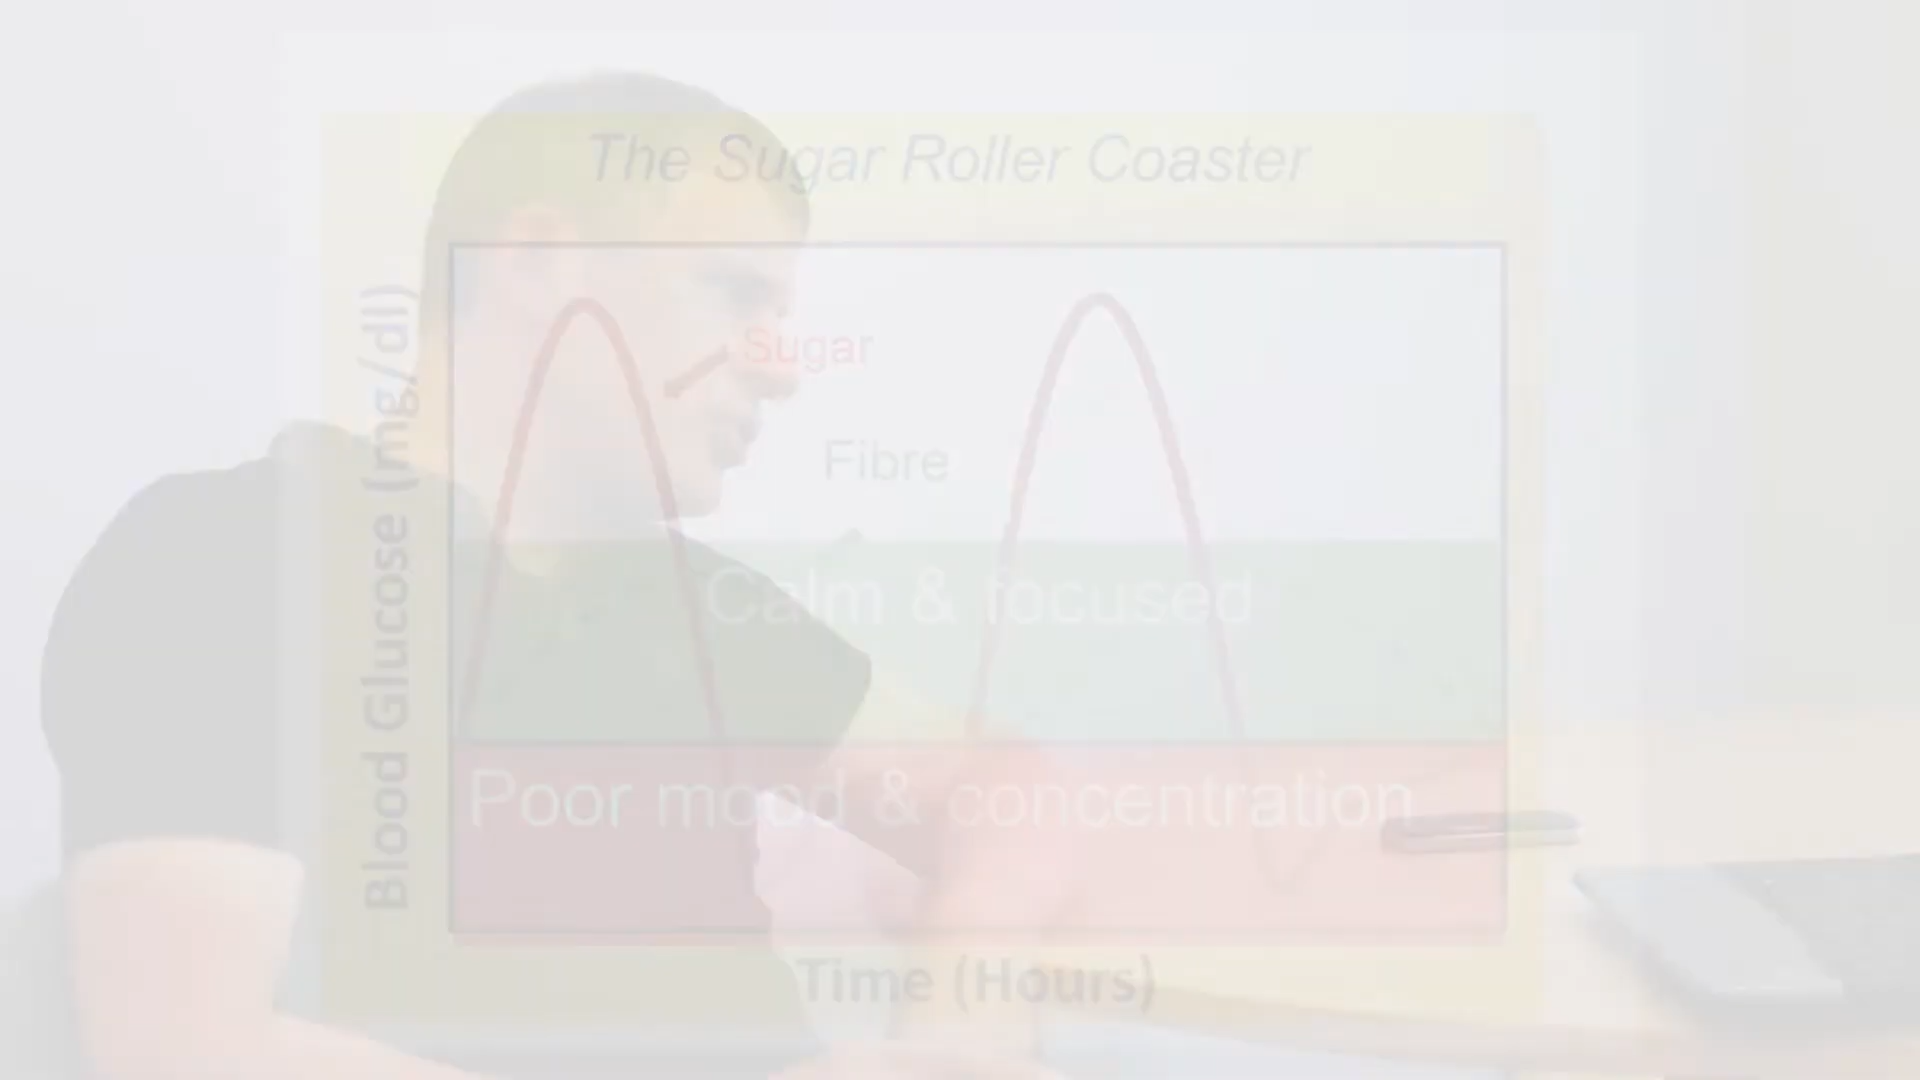 The Sugar Roller Coaster
Blood Glucose (mg/dl)
Sugar
Fibre
Calm & focused
Poor mood & concentration
Time (Hours)